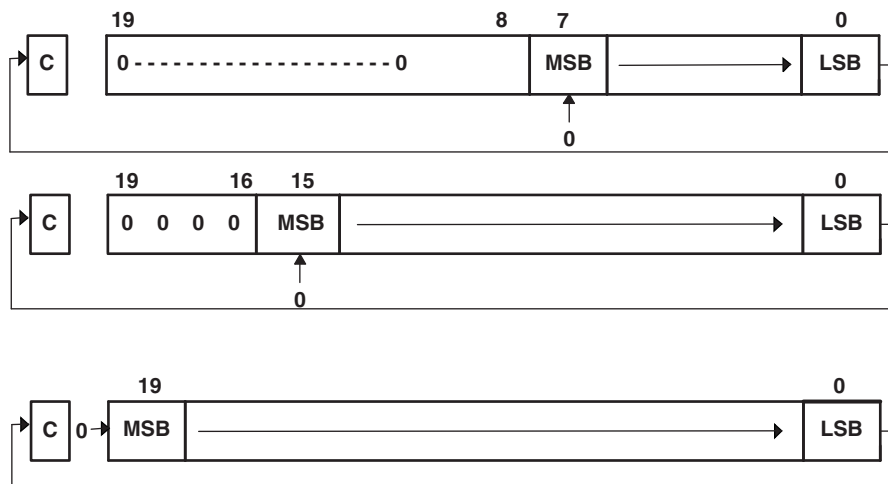 19 8 7 0
C 0 - - - - - - - - - - - - - - - - - - - 0 MSB LSB
0
19 16 15 0
C 0 0 0 0 MSB LSB
0
19 0
C 0 MSB LSB